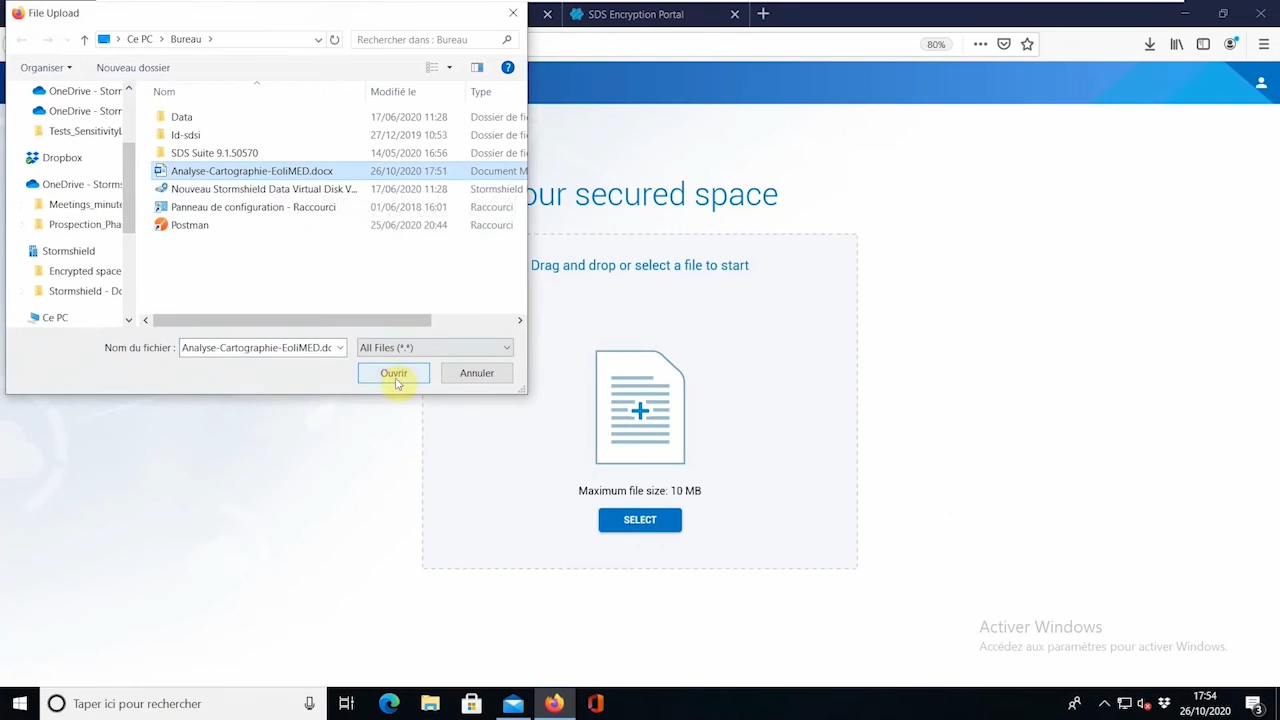 File Upload
SDS Encryption Portal
Ce PC
Bureau
Rechercher dans : Bureau
80%
Organiser
Nouveau dossier
Nom
Modifié le
Type
OneDrive - Storm
OneDrive - Storm
Tests_SensitivityL
Dropbox
OneDrive - Storms
Meetings_minute
Prospection_Pha
Stormshield
Encrypted space
Stormshield - Do
Ce PC
Data 17/06/2020 11:28 Dossier de fi
Id-sdsi 27/12/2019 10:53 Dossier de fi
SDS Suite 9.1.50570 14/05/2020 16:56 Dossier de fi
Analyse-Cartographie-EoliMED.docx 26/10/2020 17:51 Document M
Nouveau Stormshield Data Virtual Disk V... 17/06/2020 11:28 Stormshield
Panneau de configuration - Raccourci 01/06/2018 16:01 Raccourci
Postman 25/06/2020 20:44 Raccourci
Nom du fichier : Analyse-Cartographie-EoliMED.dc All Files (*.*)
Ouvrir
Annuler
our secured space
Drag and drop or select a file to start
Maximum file size: 10 MB
SELECT
Activer Windows
Accédez aux paramètres pour activer Windows.
Taper ici pour rechercher
17:54
26/10/2020
3